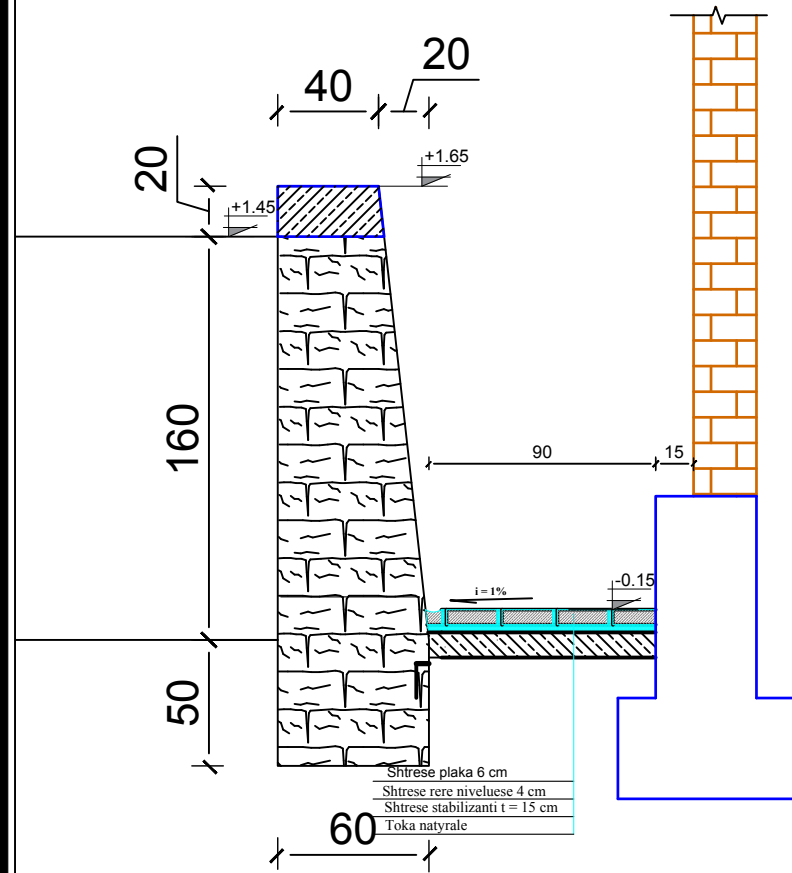 20
40
20
+1.65
+1.45
160
90
15
-0.15
i = 1%
50
Shtrese plaka 6 cm
Shtrese rere niveluese 4 cm
Shtrese stabilizanti t = 15 cm
Toka natyrale
60